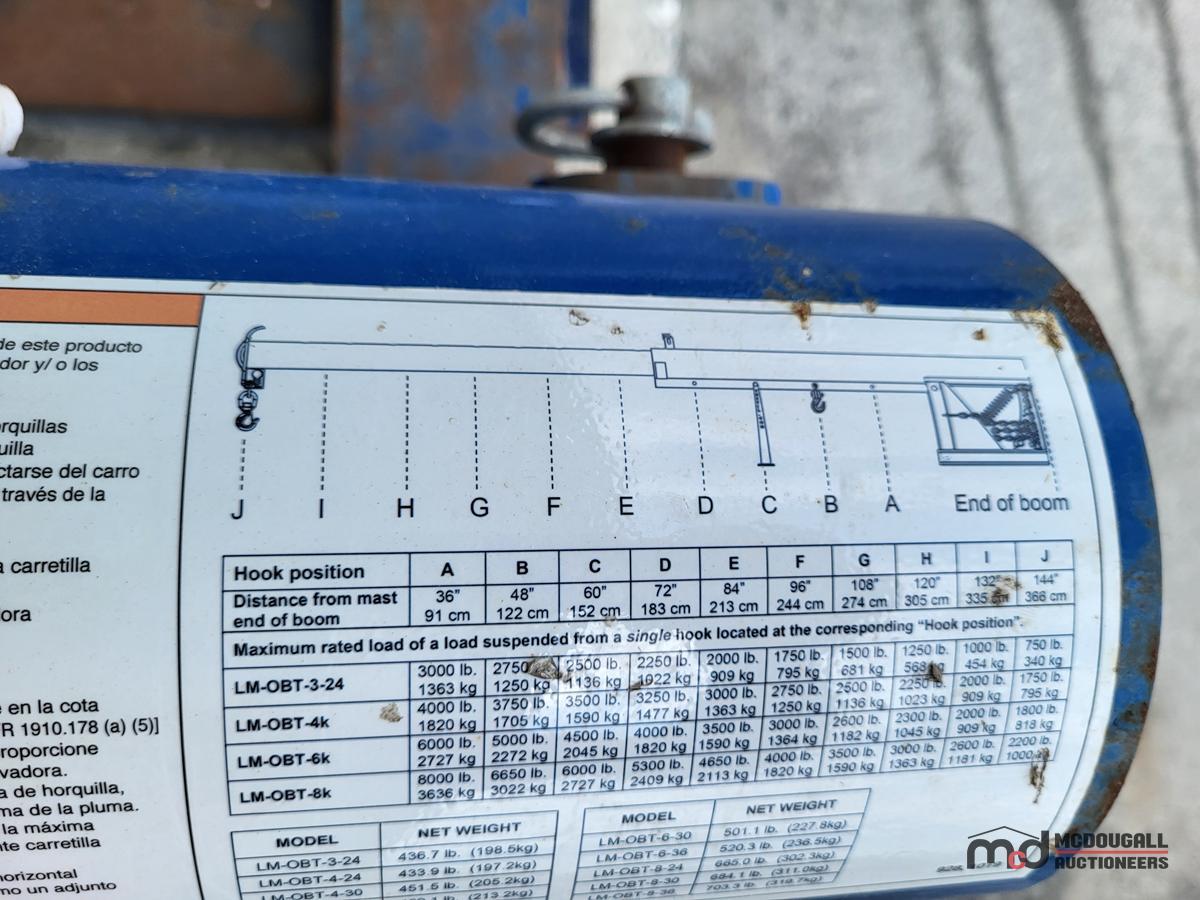 de este producto
dor y/ o los
orquillas
uilla
ctarse del carro
través de la
a carretilla
dora
e en la cota
FR 1910.178 (a) (5)]
proporcione
vadora.
a de horquilla,
ma de la pluma.
la máxima
nte carretilla
horizontal
mo un adjunto
J I H G F E D C B A End of boom
Hook position A B C D E F G H I J
Distance from mast 36" 48" 60" 72" 84" 96" 108" 120" 132" 144"
end of boom 91 cm 122 cm 152 cm 183 cm 213 cm 244 cm 274 cm 305 cm 335 cm 366 cm
Maximum rated load of a load suspended from a single hook located at the corresponding “Hook position”.
3000 lb. 2750 2500 lb. 2250 lb. 2000 lb. 1750 lb. 1500 lb. 1250 lb. 1000 lb. 750 lb.
LM-OBT-3-24 1363 kg 1250 kg 1136 kg 1022 kg 909 kg 795 kg 681 kg 568 kg 454 kg 340 kg
4000 lb. 3750 lb. 3500 lb. 3250 lb. 3000 lb. 2750 lb. 2500 lb. 2250 lb. 2000 lb. 1750 lb.
LM-OBT-4k 1820 kg 1705 kg 1590 kg 1477 kg 1363 kg 1250 kg 1136 kg 1023 kg 909 kg 795 kg
6000 lb. 5000 lb. 4500 lb. 4000 lb. 3500 lb. 3000 lb. 2600 lb. 2300 lb. 2000 lb. 1800 lb.
LM-OBT-6k 2727 kg 2272 kg 2045 kg 1820 kg 1590 kg 1364 kg 1182 kg 1045 kg 909 kg 818 kg
8000 lb. 6650 lb. 6000 lb. 5300 lb. 4650 lb. 4000 lb. 3500 lb. 3000 lb. 2600 lb. 2200 lb.
LM-OBT-8k 3636 kg 3022 kg 2727 kg 2409 kg 2113 kg 1820 kg 1590 kg 1363 kg 1181 kg 1000 kg
MODEL NET WEIGHT
LM-OBT-3-24 436.7 lb. (198.5kg)
LM-OBT-4-24 433.9 lb. (197.2kg)
LM-OBT-4-30 451.5 lb. (205.2kg)
(213.2kg)
MODEL NET WEIGHT
LM-OBT-6-30 501.1 lb. (227.8kg)
LM-OBT-6-36 520.3 lb. (236.5kg)
LM-OBT-8-24 665.0 lb. (302.3kg)
LM-OBT-8-30 684.1 lb. (311.0kg)
LM-OBT-8-36 703.3 lb. (319.7kg)
mcd MCDOUGALL
AUCTIONEERS